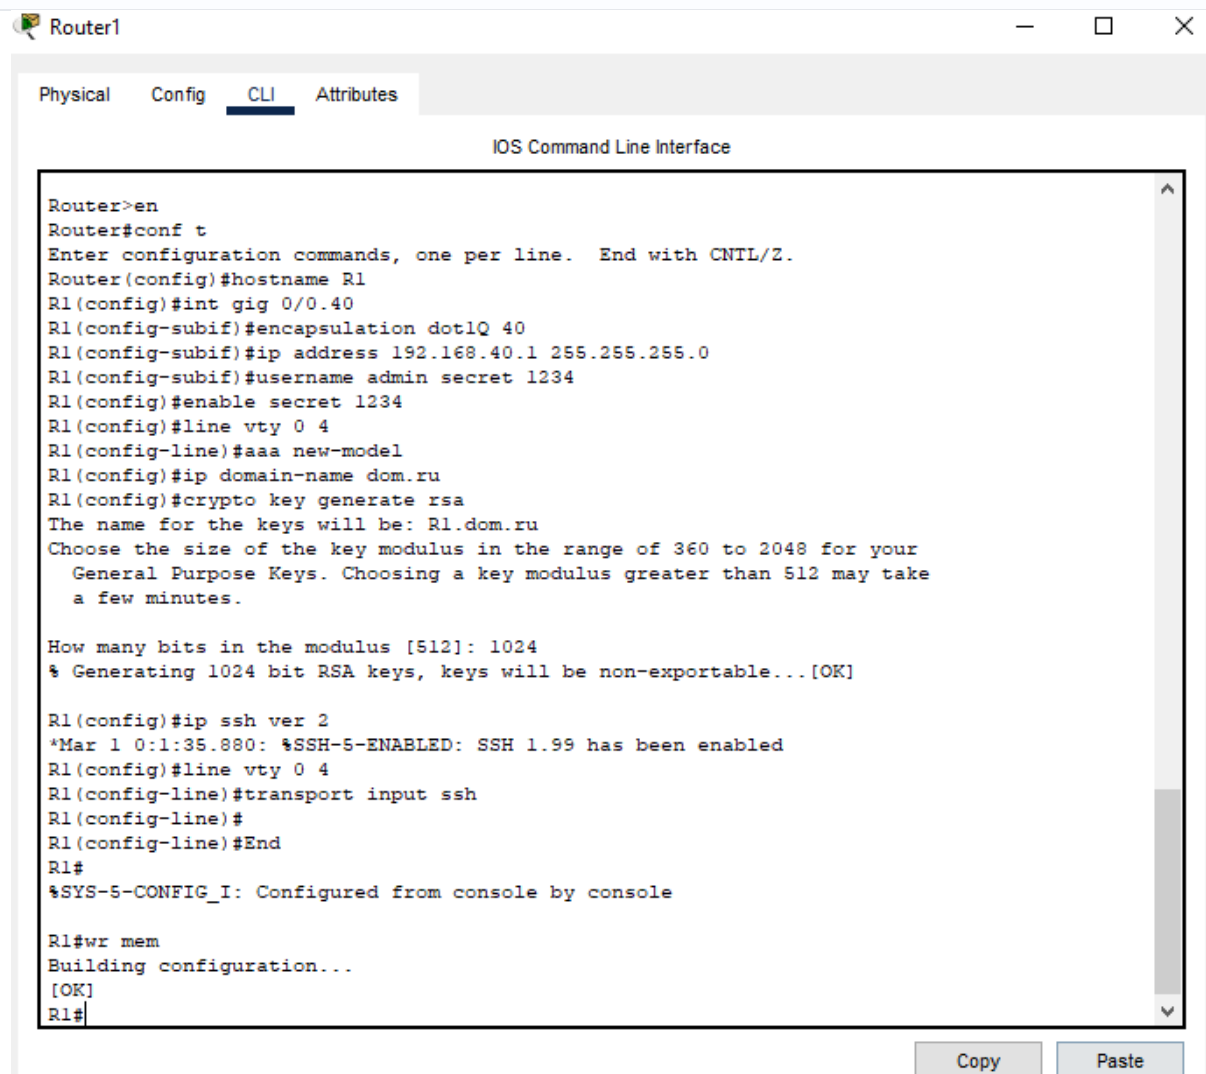 Router1
Physical Config CLI Attributes
IOS Command Line Interface
Router>en
Router#conf t
Enter configuration commands, one per line.  End with CNTL/Z.
Router(config)#hostname R1
R1(config)#int gig 0/0.40
R1(config-subif)#encapsulation dot1Q 40
R1(config-subif)#ip address 192.168.40.1 255.255.255.0
R1(config-subif)#username admin secret 1234
R1(config)#enable secret 1234
R1(config)#line vty 0 4
R1(config-line)#aaa new-model
R1(config)#ip domain-name dom.ru
R1(config)#crypto key generate rsa
The name for the keys will be: R1.dom.ru
Choose the size of the key modulus in the range of 360 to 2048 for your
  General Purpose Keys. Choosing a key modulus greater than 512 may take
  a few minutes.
How many bits in the modulus [512]: 1024
% Generating 1024 bit RSA keys, keys will be non-exportable...[OK]
R1(config)#ip ssh ver 2
*Mar 1 0:1:35.880: %SSH-5-ENABLED: SSH 1.99 has been enabled
R1(config)#line vty 0 4
R1(config-line)#transport input ssh
R1(config-line)#
R1(config-line)#End
R1#
%SYS-5-CONFIG_I: Configured from console by console
R1#wr mem
Building configuration...
[OK]
R1#
Copy Paste